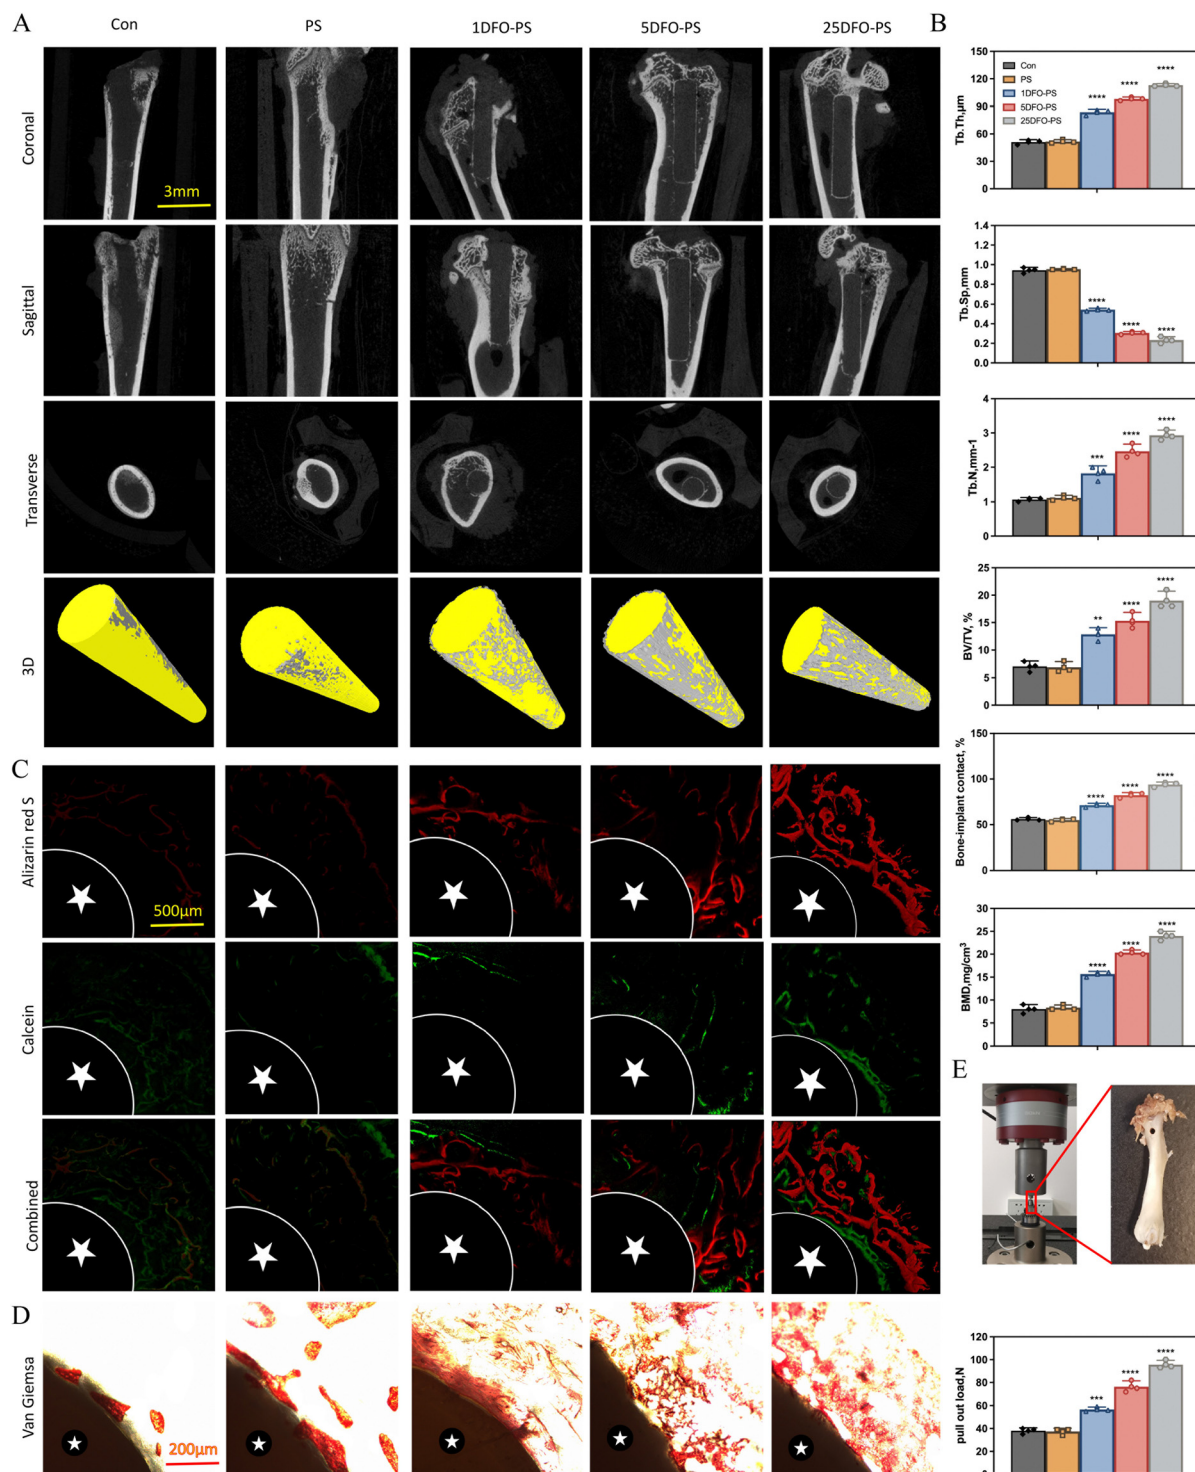 A
Con
PS
1DFO-PS
5DFO-PS
25DFO-PS
Coronal
3mm
Sagittal
Transverse
3D
B
Tb.Th,μm
150
120
90
60
30
0
Con
PS
1DFO-PS
5DFO-PS
25DFO-PS
****
****
****
Tb.Sp,mm
1.4
1.2
0.9
0.6
0.4
0.2
0.0
****
****
****
Tb.N,mm-1
4
3
2
1
0
***
****
****
BV/TV, %
25
20
15
10
5
0
**
****
****
Bone-implant contact, %
150
100
50
0
****
****
****
BMD,mg/cm³
30
25
20
15
10
5
0
****
****
****
C
Alizarin red S
500μm
Calcein
Combined
D
Van Giemsa
200μm
E
pull out load,N
120
100
80
60
40
20
0
***
****
****